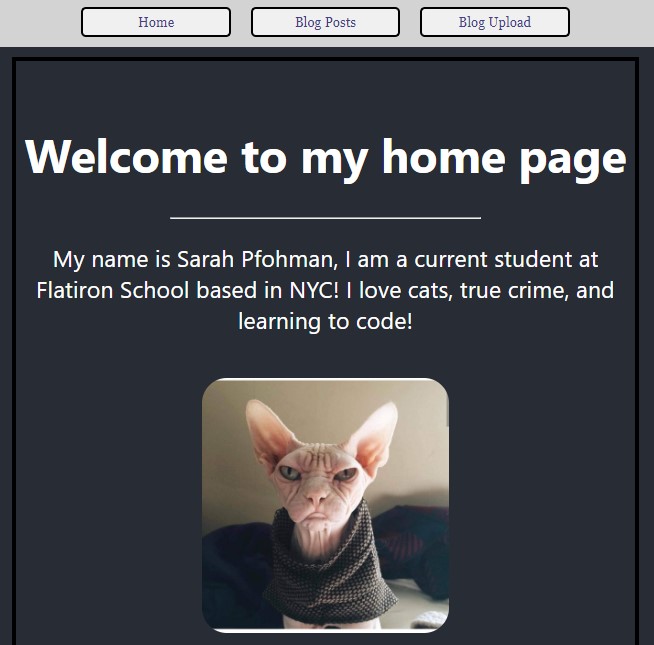 Home Blog Posts Blog Upload
Welcome to my home page
My name is Sarah Pfohman, I am a current student at
Flatiron School based in NYC! I love cats, true crime, and
learning to code!